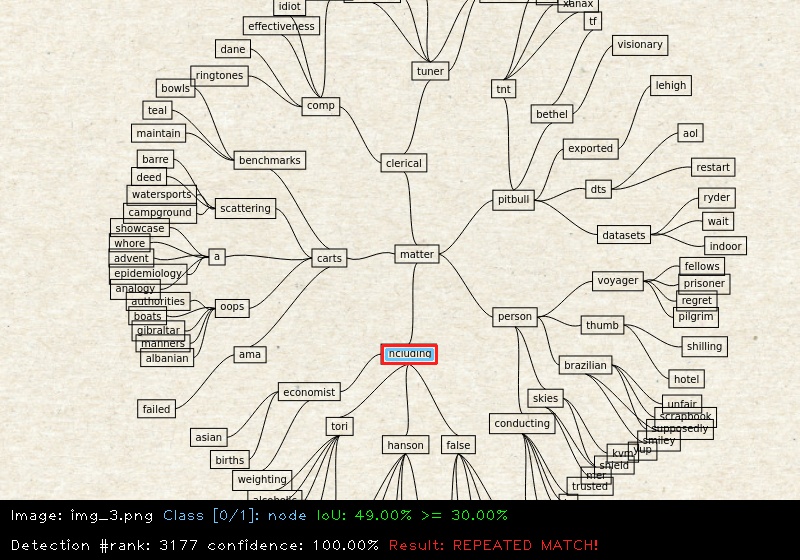 idiot
xanax
effectiveness
tf
dane
visionary
tuner
ringtones
bowls
tnt
lehigh
comp
teal
bethel
maintain
aol
exported
barre
benchmarks
clerical
restart
deed
dts
watersports
pitbull
ryder
campground
scattering
wait
showcase
datasets
whore
indoor
advent
a
carts
matter
fellows
epidemiology
voyager
prisoner
analogy
authorities
regret
boats
oops
person
pilgrim
gibraltar
thumb
manners
shilling
albanian
ama
ncluding
brazilian
hotel
economist
skies
failed
unfair
scrapbook
tori
conducting
supposedly
asian
smiley
hanson
false
yup
births
kvm
shield
weighting
mer
trusted
alcoholic
Image: img_3.png Class [0/1]: node IoU: 49.00% >= 30.00%
Detection #rank: 3177 confidence: 100.00% Result: REPEATED MATCH!